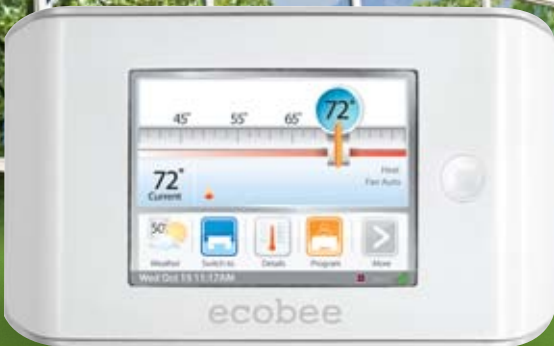 45° 55° 65° 72°
72°
Current
Heat
Fan Auto
50°
Weather Switch to Details Program More
Wed Oct 15 11:17AM
ecobee